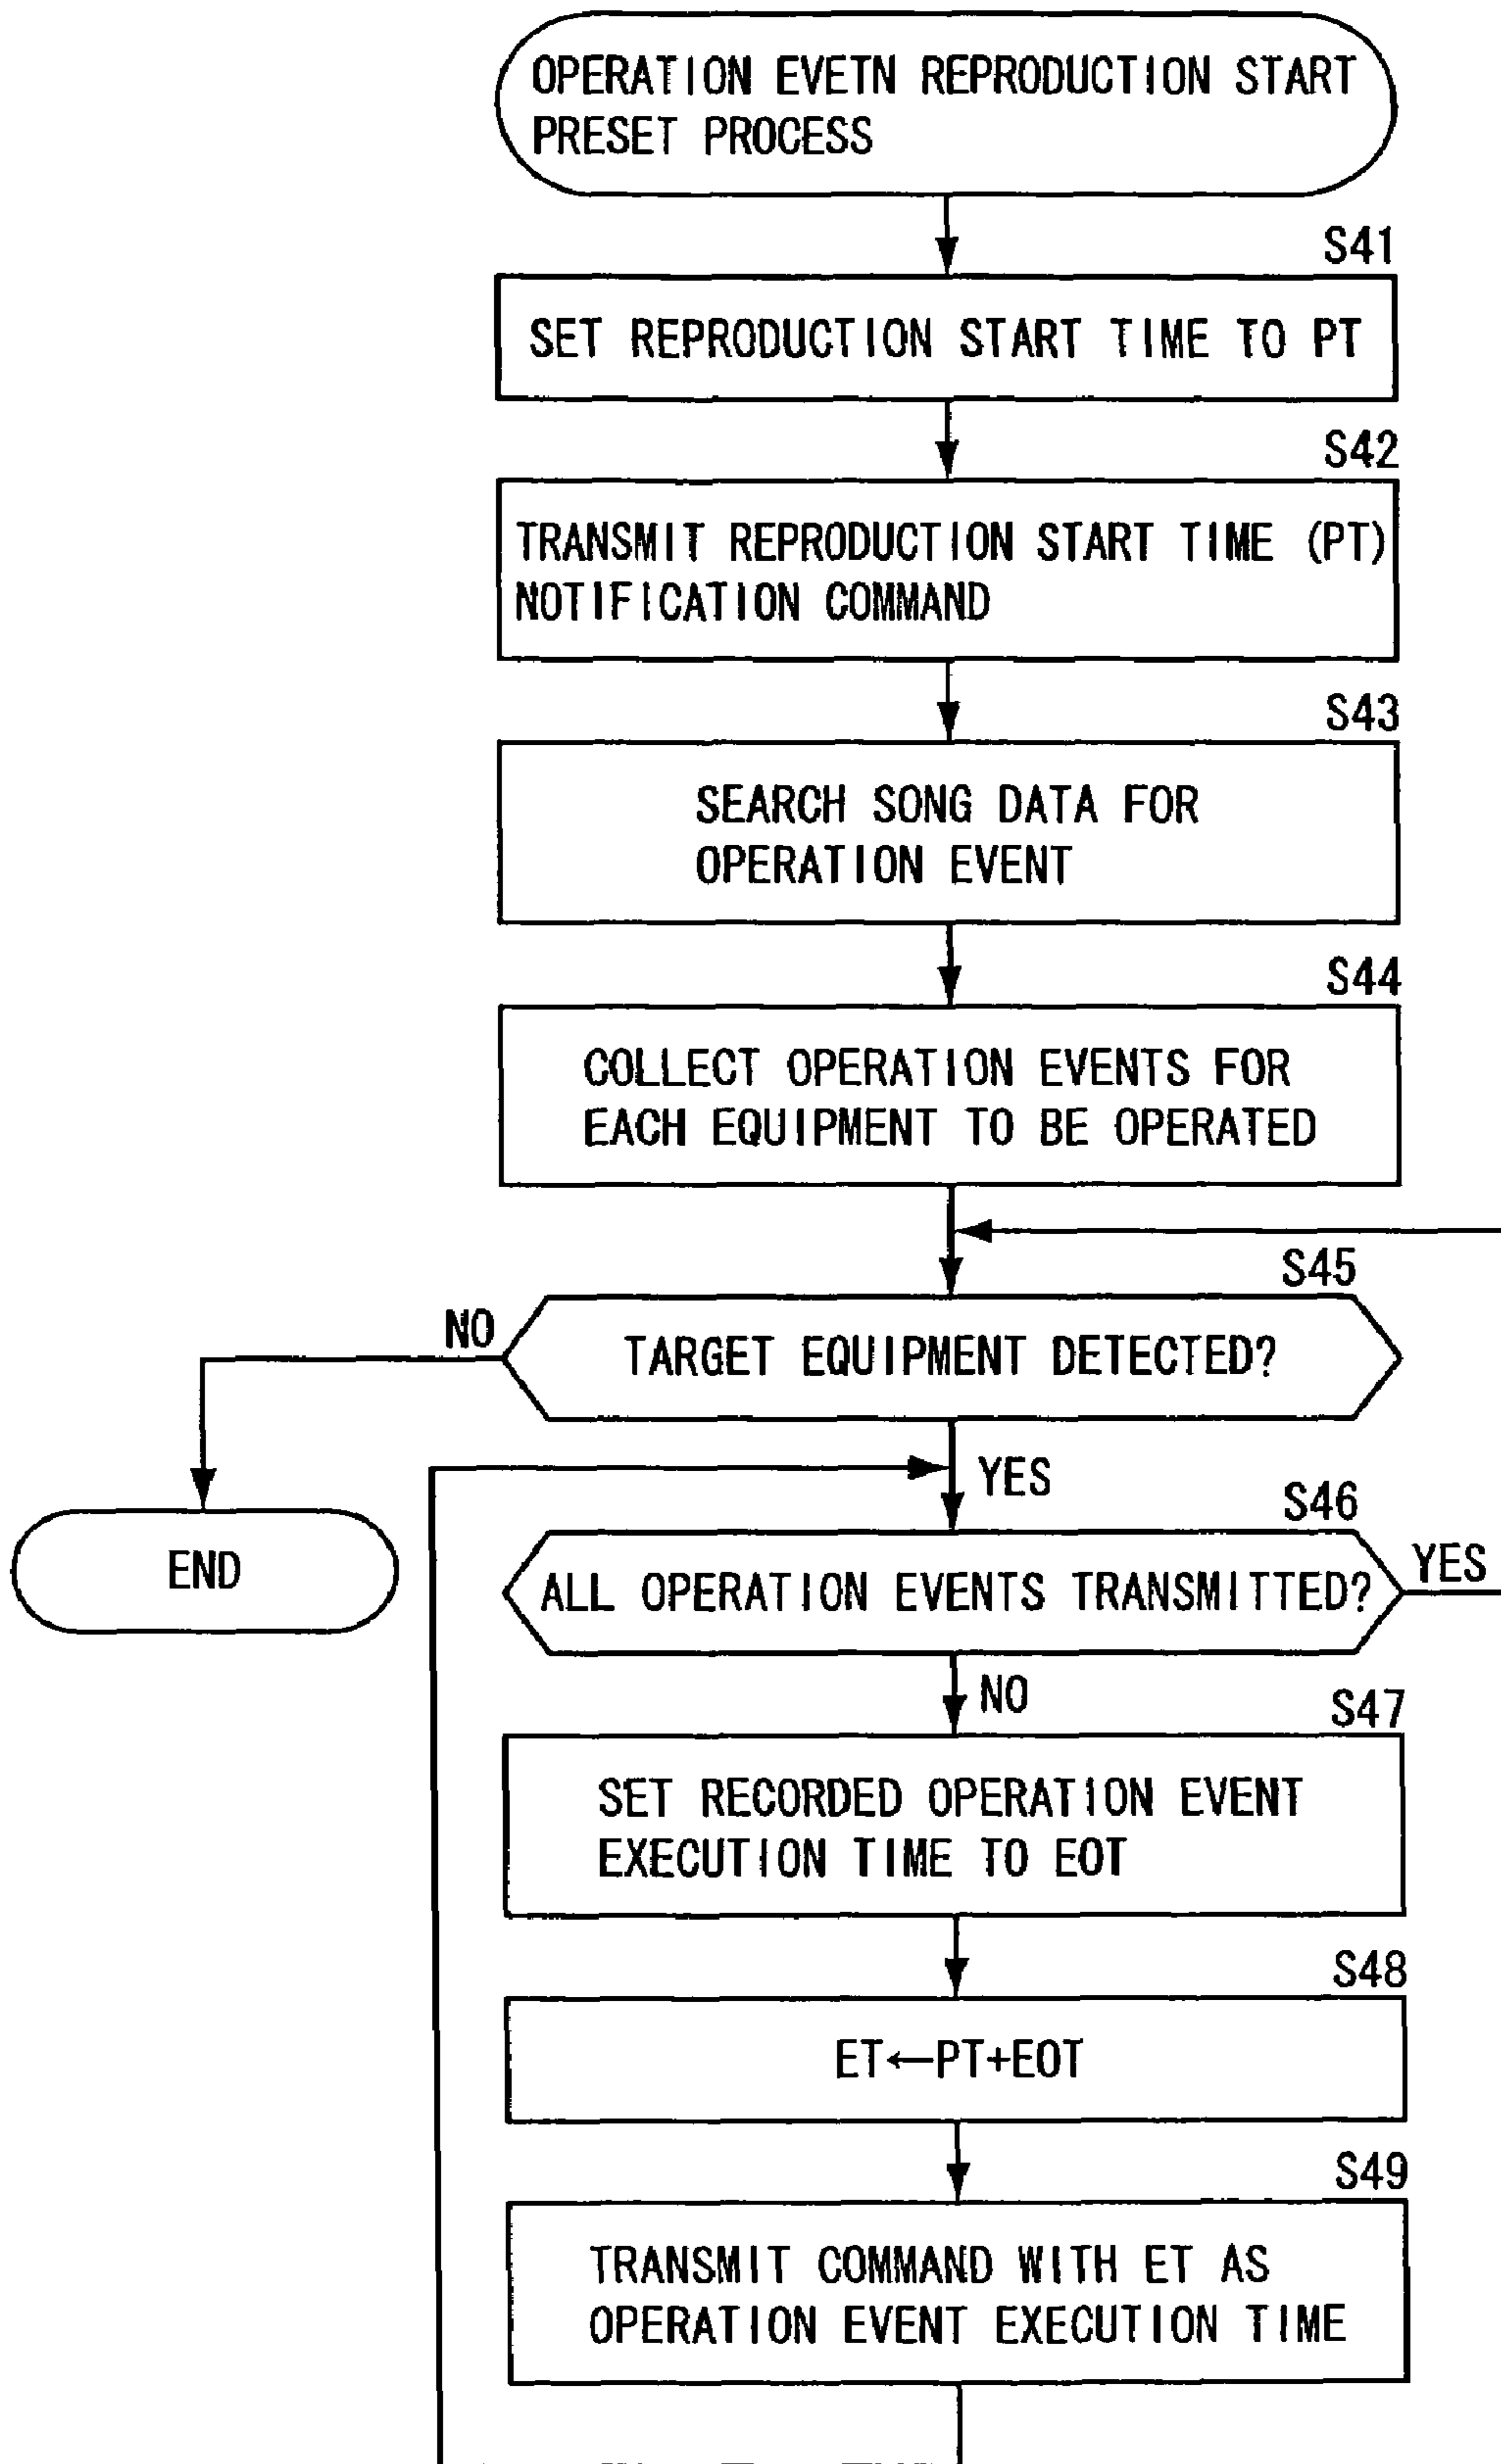 OPERATION EVETN REPRODUCTION START
PRESET PROCESS
S41
SET REPRODUCTION START TIME TO PT
S42
TRANSMIT REPRODUCTION START TIME (PT)
NOTIFICATION COMMAND
S43
SEARCH SONG DATA FOR
OPERATION EVENT
S44
COLLECT OPERATION EVENTS FOR
EACH EQUIPMENT TO BE OPERATED
S45
NO
TARGET EQUIPMENT DETECTED?
YES
END
S46
ALL OPERATION EVENTS TRANSMITTED?
YES
NO
S47
SET RECORDED OPERATION EVENT
EXECUTION TIME TO EOT
S48
ET←PT+EOT
S49
TRANSMIT COMMAND WITH ET AS
OPERATION EVENT EXECUTION TIME